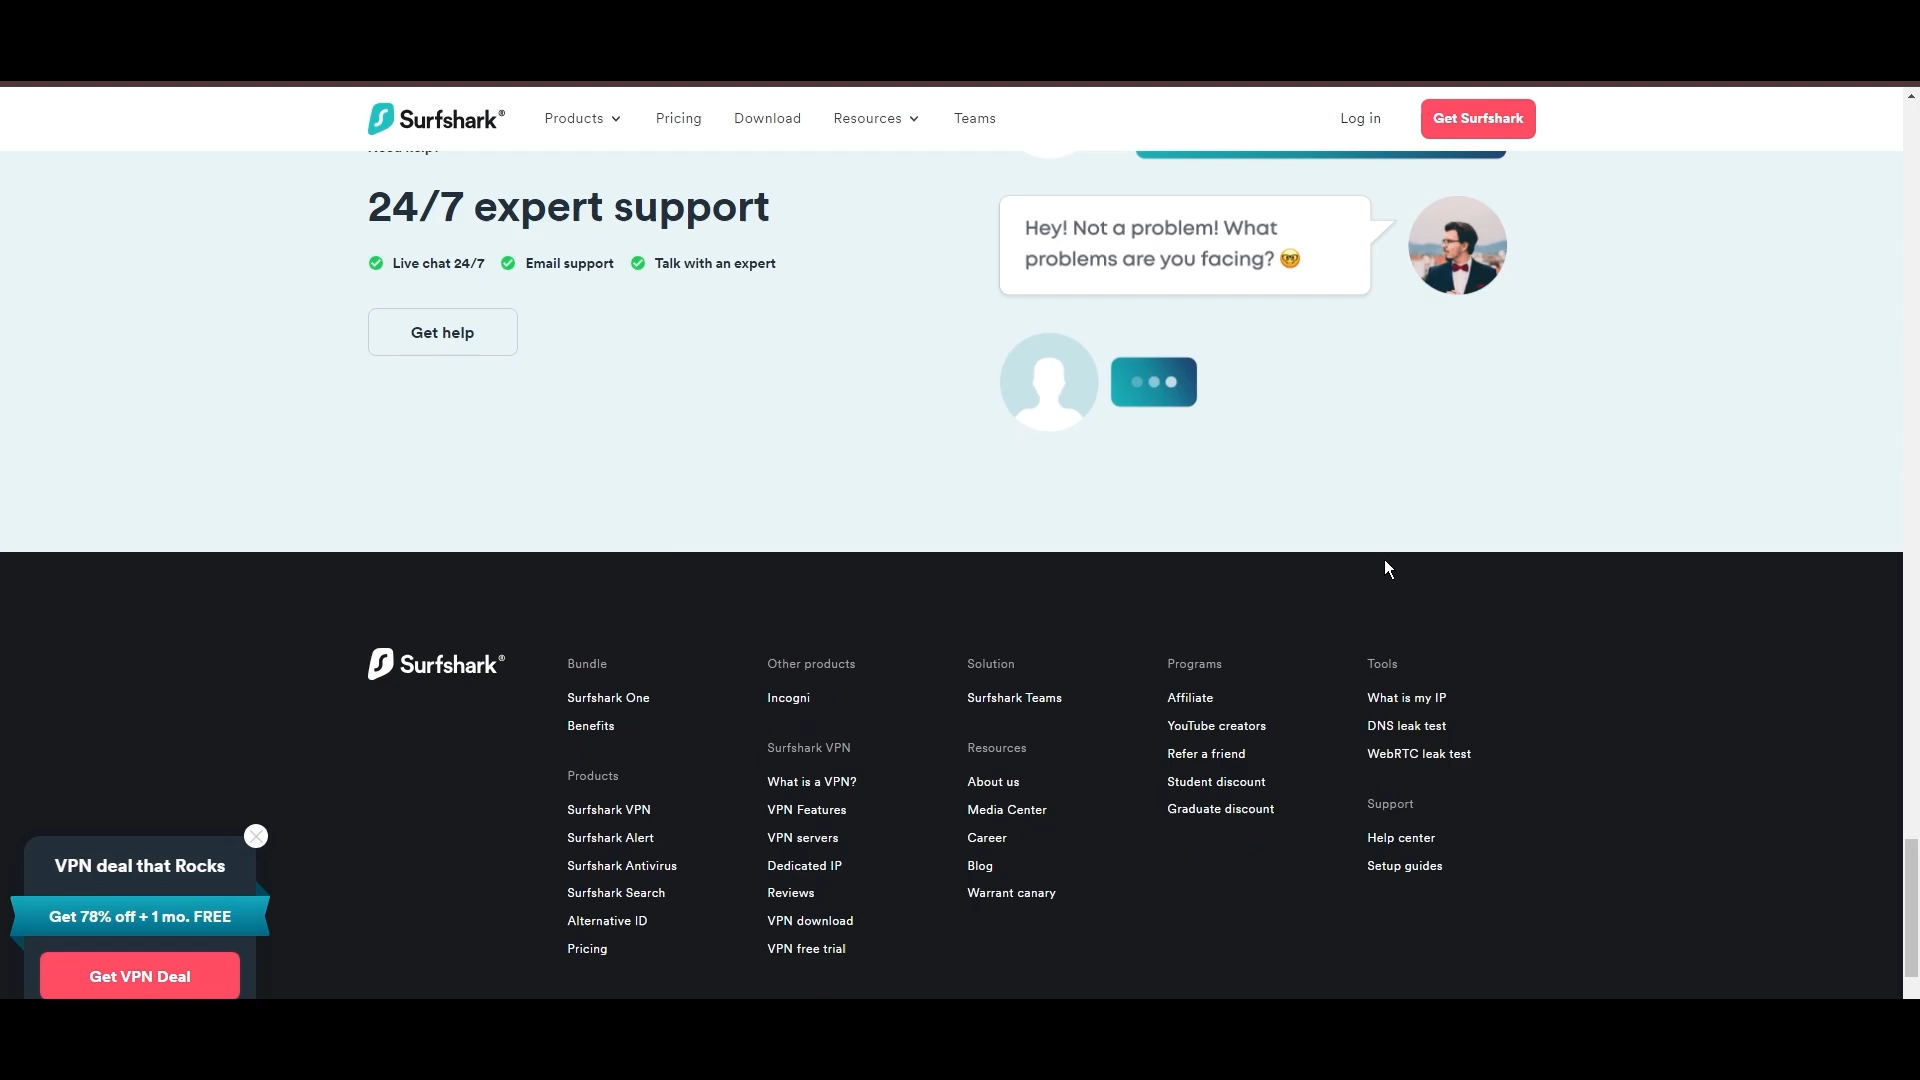 Surfshark®
Products
Pricing
Download
Resources
Teams
Log in
Get Surfshark
24/7 expert support
Live chat 24/7
Email support
Talk with an expert
Get help
Hey! Not a problem! What
problems are you facing? 🤓
Surfshark®
Bundle
Surfshark One
Benefits
Products
Surfshark VPN
Surfshark Alert
Surfshark Antivirus
Surfshark Search
Alternative ID
Pricing
Other products
Incogni
Surfshark VPN
What is a VPN?
VPN Features
VPN servers
Dedicated IP
Reviews
VPN download
VPN free trial
Solution
Surfshark Teams
Resources
About us
Media Center
Career
Blog
Warrant canary
Programs
Affiliate
YouTube creators
Refer a friend
Student discount
Graduate discount
Tools
What is my IP
DNS leak test
WebRTC leak test
Support
Help center
Setup guides
VPN deal that Rocks
Get 78% off + 1 mo. FREE
Get VPN Deal